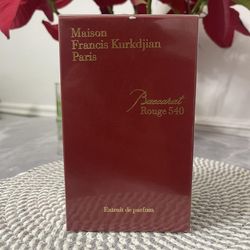 Maison
Francis Kurkdjian
Paris
Baccarat
Rouge 540
Extrait de parfum